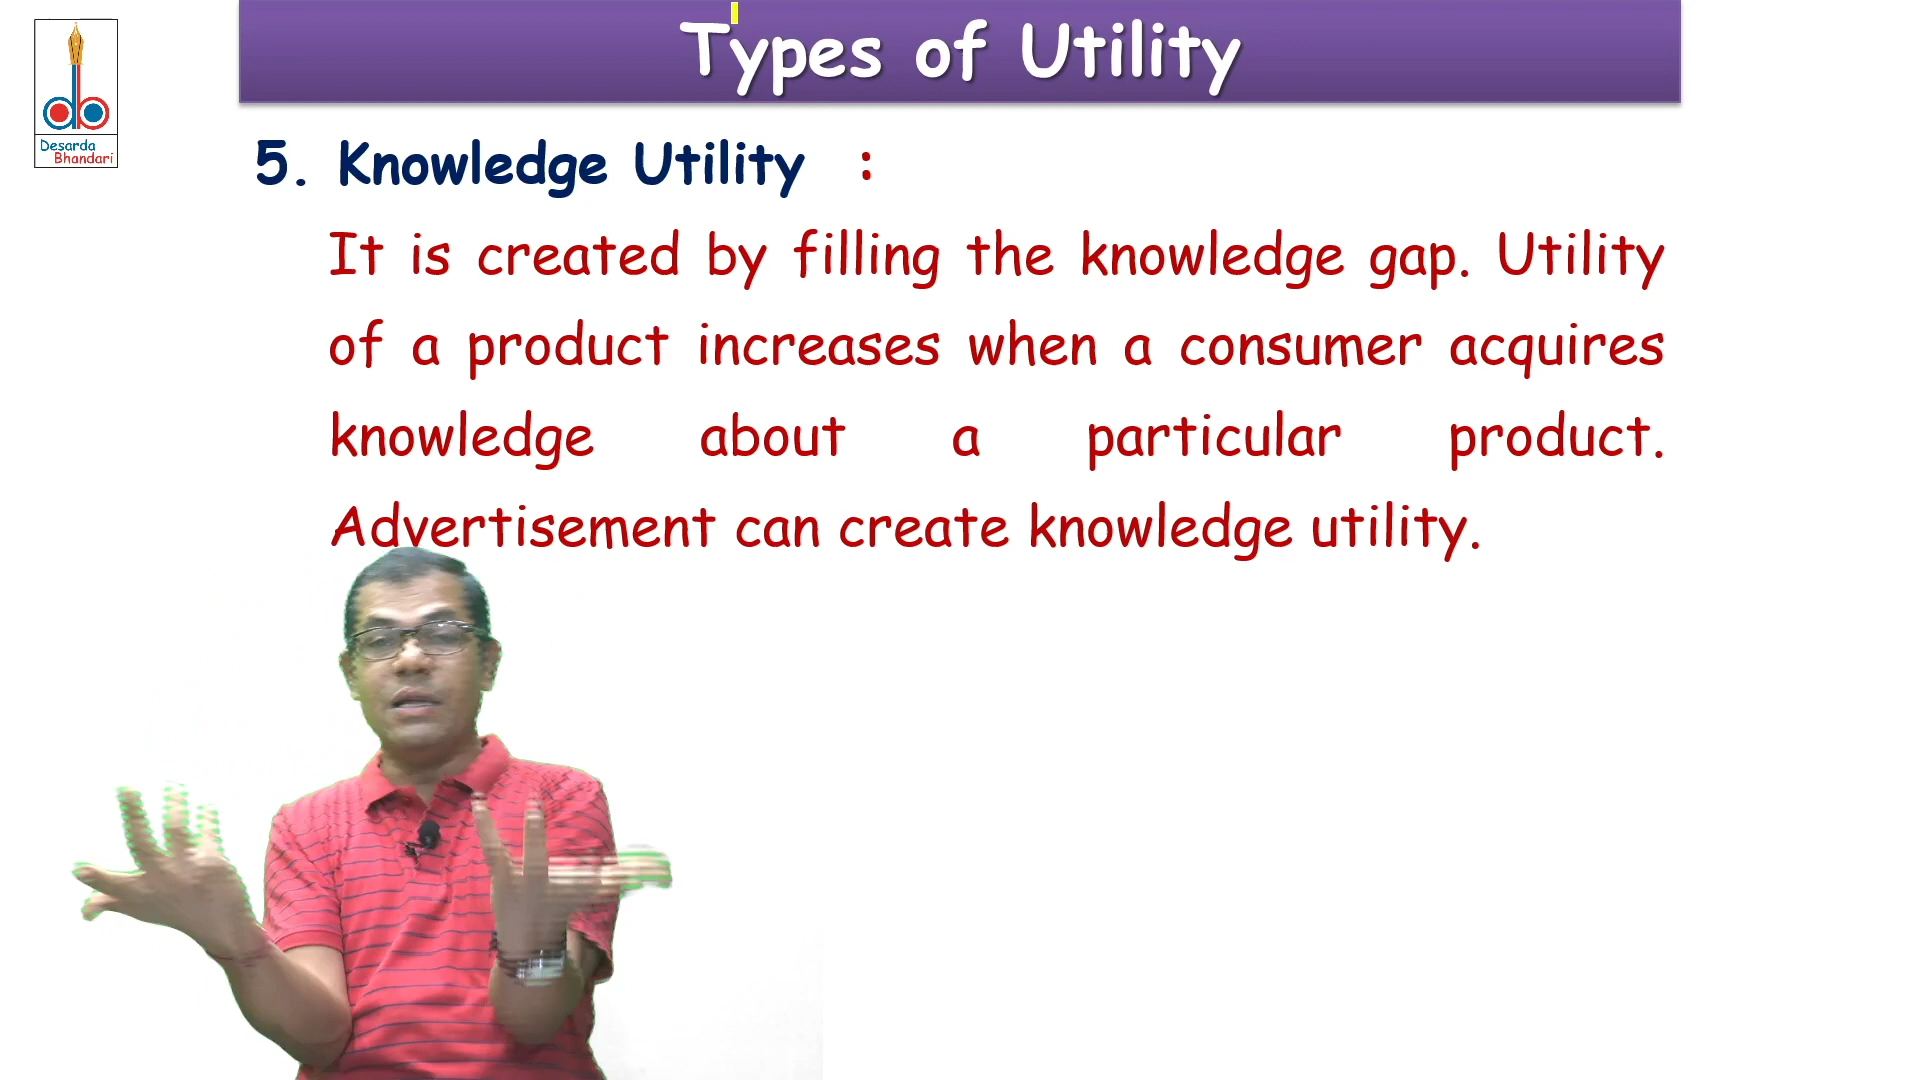 Types of Utility
Desarda
Bhandari
5. Knowledge Utility :
It is created by filling the knowledge gap. Utility
of a product increases when a consumer acquires
knowledge about a particular product.
Advertisement can create knowledge utility.